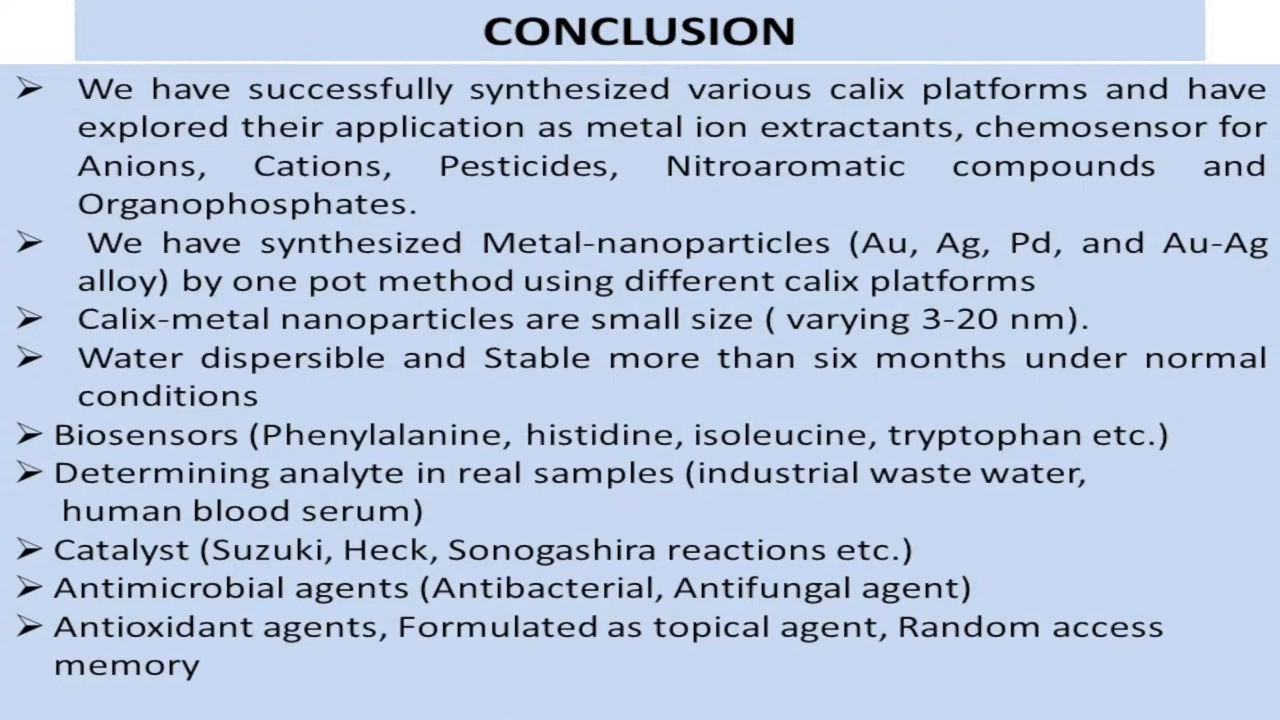 CONCLUSION
➢ We have successfully synthesized various calix platforms and have
explored their application as metal ion extractants, chemosensor for
Anions, Cations, Pesticides, Nitroaromatic compounds and
Organophosphates.
➢ We have synthesized Metal-nanoparticles (Au, Ag, Pd, and Au-Ag
alloy) by one pot method using different calix platforms
➢ Calix-metal nanoparticles are small size ( varying 3-20 nm).
➢ Water dispersible and Stable more than six months under normal
conditions
➢ Biosensors (Phenylalanine, histidine, isoleucine, tryptophan etc.)
➢ Determining analyte in real samples (industrial waste water,
human blood serum)
➢ Catalyst (Suzuki, Heck, Sonogashira reactions etc.)
➢ Antimicrobial agents (Antibacterial, Antifungal agent)
➢ Antioxidant agents, Formulated as topical agent, Random access
memory